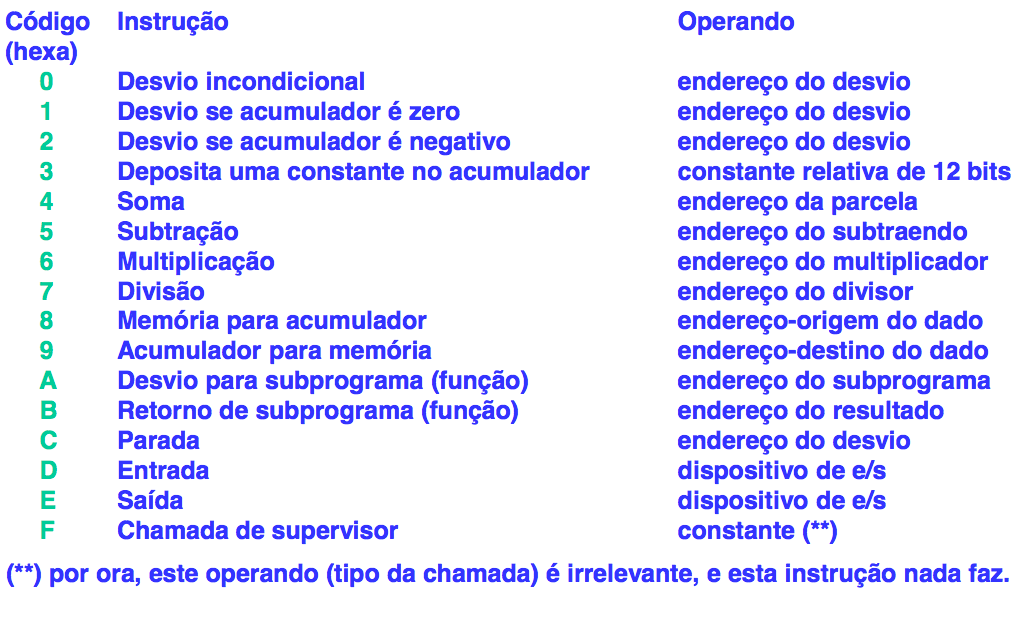 Código Instrução Operando
(hexa)
0 Desvio incondicional endereço do desvio
1 Desvio se acumulador é zero endereço do desvio
2 Desvio se acumulador é negativo endereço do desvio
3 Deposita uma constante no acumulador constante relativa de 12 bits
4 Soma endereço da parcela
5 Subtração endereço do subtraendo
6 Multiplicação endereço do multiplicador
7 Divisão endereço do divisor
8 Memória para acumulador endereço-origem do dado
9 Acumulador para memória endereço-destino do dado
A Desvio para subprograma (função) endereço do subprograma
B Retorno de subprograma (função) endereço do resultado
C Parada endereço do desvio
D Entrada dispositivo de e/s
E Saída dispositivo de e/s
F Chamada de supervisor constante (**)
(**) por ora, este operando (tipo da chamada) é irrelevante, e esta instrução nada faz.